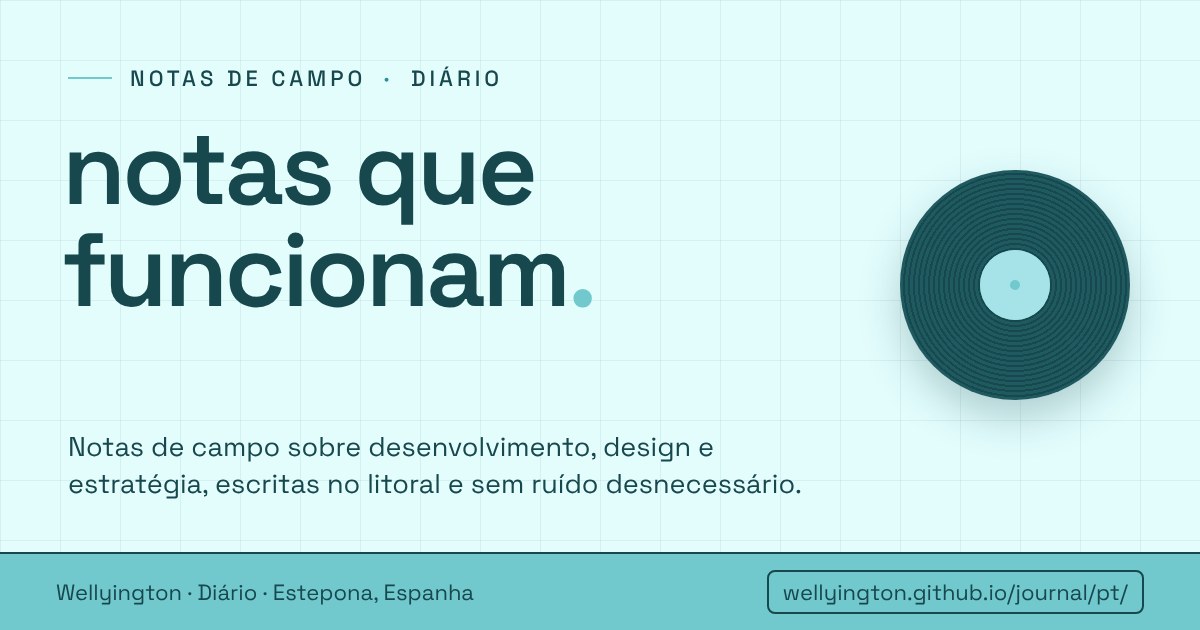 NOTAS DE CAMPO · DIÁRIO
notas que
funcionam.
Notas de campo sobre desenvolvimento, design e
estratégia, escritas no litoral e sem ruído desnecessário.
Wellyington · Diário · Estepona, Espanha
wellyington.github.io/journal/pt/